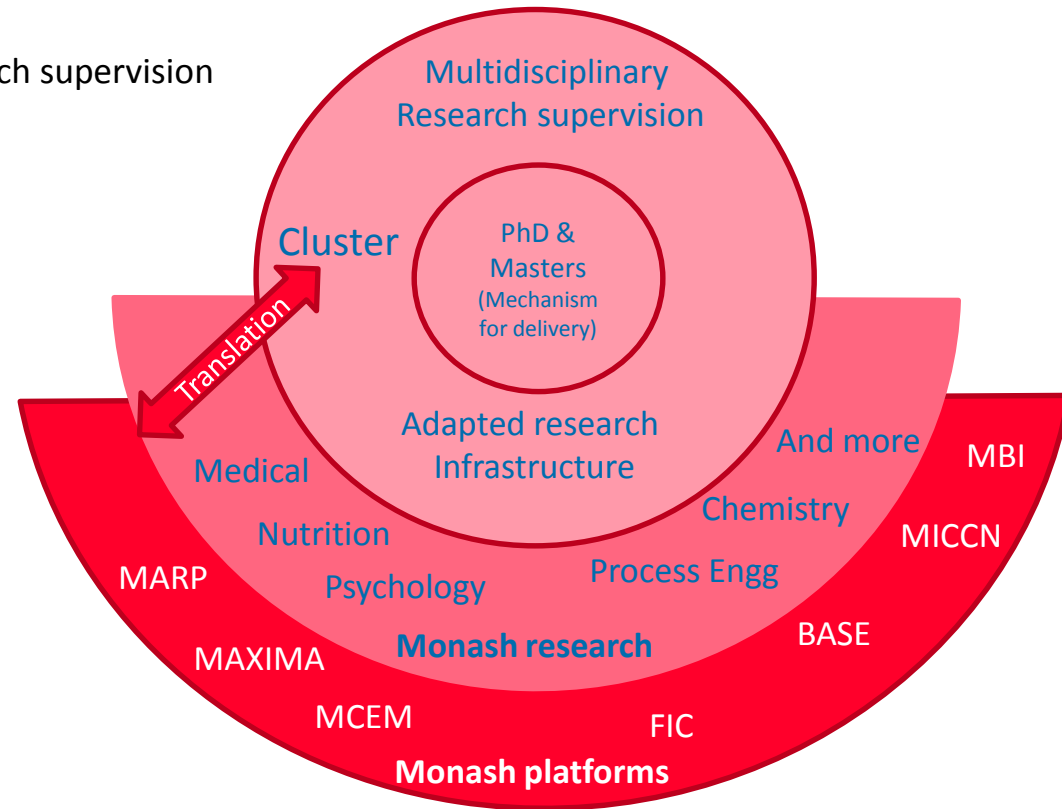 ch supervision
Multidisciplinary
Research supervision
Cluster
PhD &
Masters
(Mechanism
for delivery)
Translation
Adapted research
Infrastructure
Medical
Nutrition
Psychology
Process Engg
Chemistry
And more
Monash research
MARP
MAXIMA
MCEM
FIC
BASE
MICCN
MBI
Monash platforms